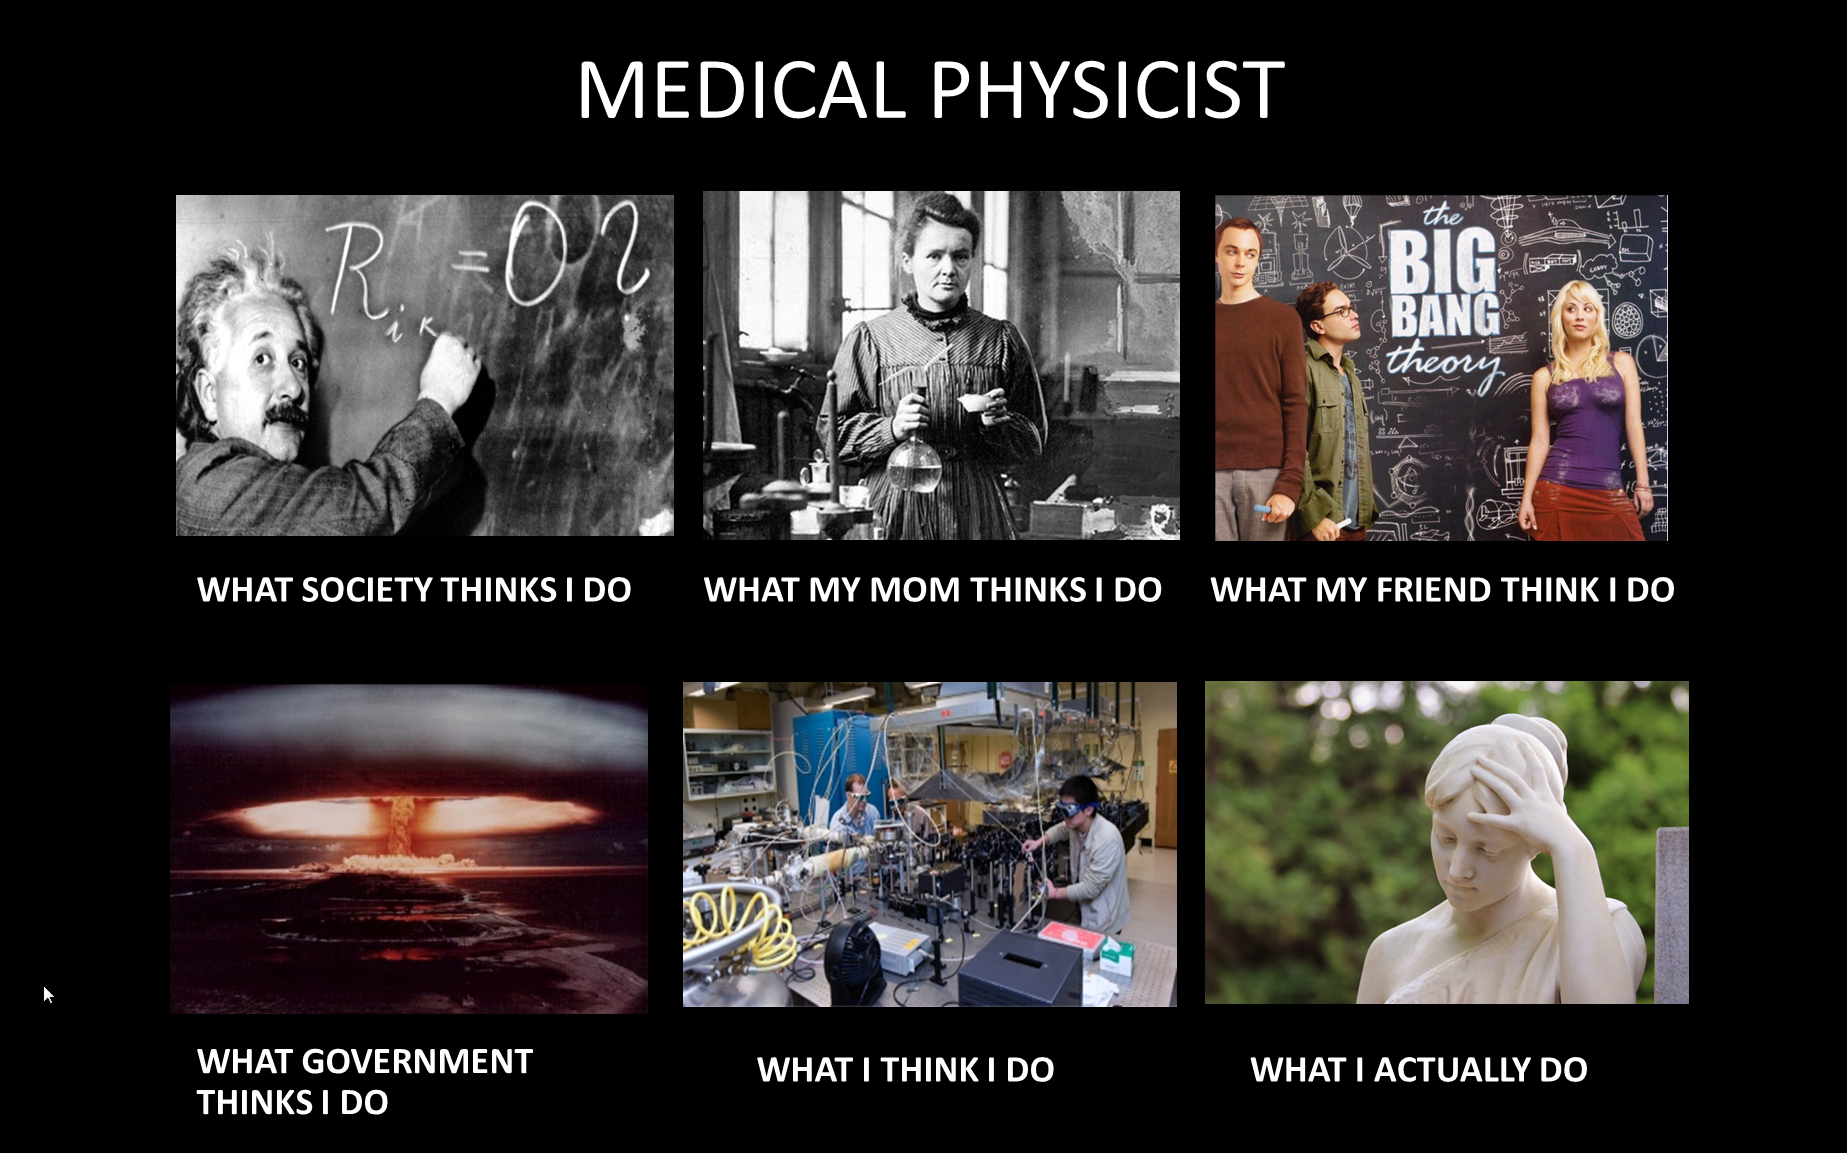 MEDICAL PHYSICIST
R i k = 0
the
BIG
BANG
theory
WHAT SOCIETY THINKS I DO
WHAT MY MOM THINKS I DO
WHAT MY FRIEND THINK I DO
WHAT GOVERNMENT
THINKS I DO
WHAT I THINK I DO
WHAT I ACTUALLY DO